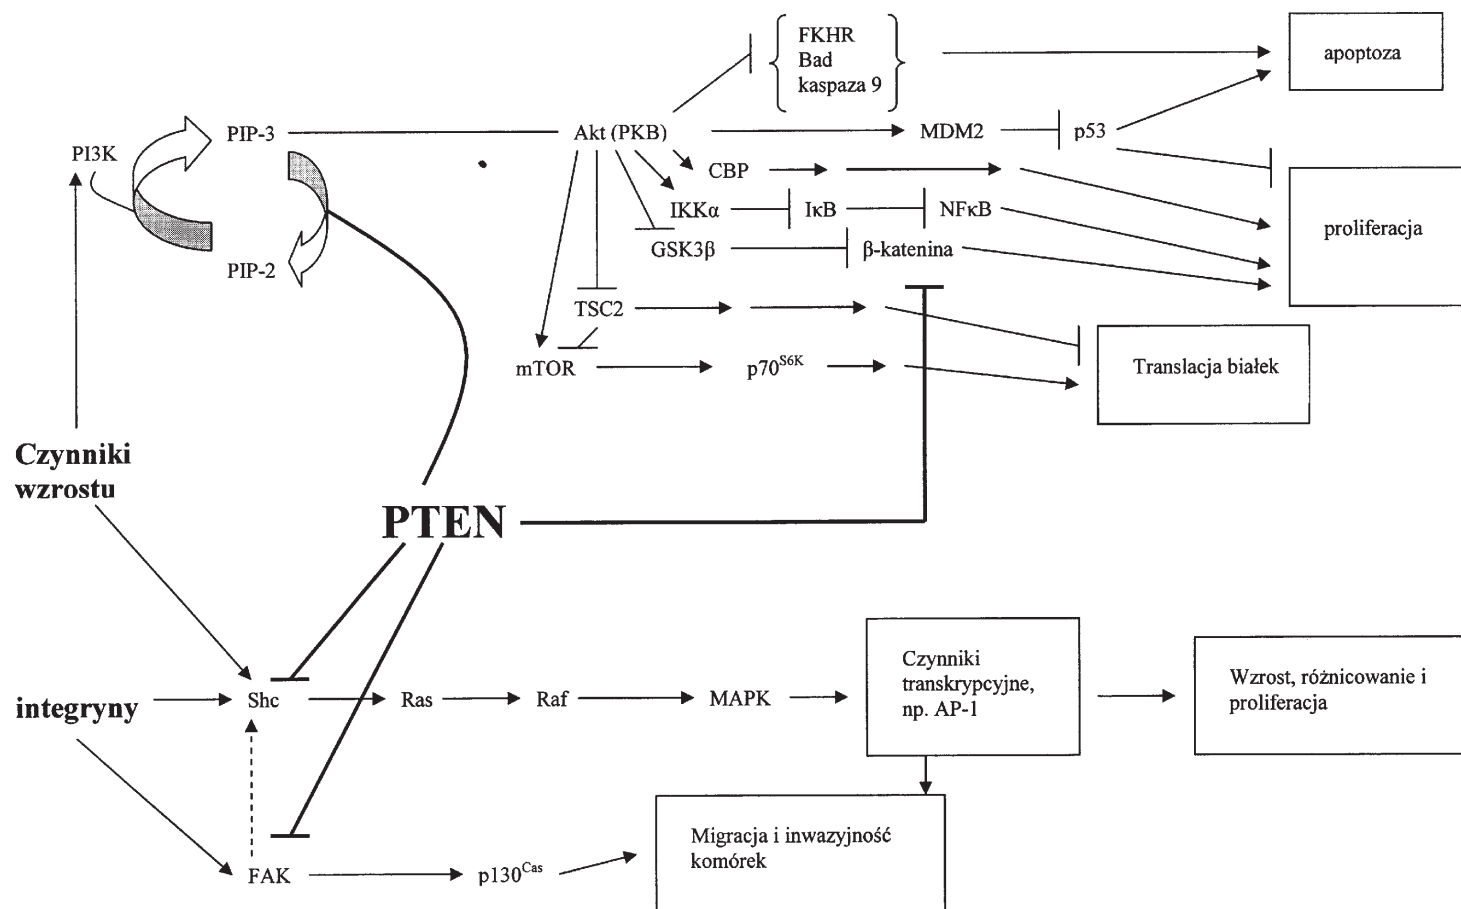 FKHR
Bad
kaspaza 9
apoptoza
PI3K
PIP-3
Akt (PKB)
MDM2
p53
CBP
IKKα
IκB
NFκB
proliferacja
GSK3β
β-katenina
PIP-2
TSC2
mTOR
p70S6K
Translacja białek
Czynniki
wzrostu
PTEN
integryny
Shc
Ras
Raf
MAPK
Czynniki
transkrypcyjne,
np. AP-1
Wzrost, różnicowanie i
proliferacja
FAK
p130Cas
Migracja i inwazyjność
komórek